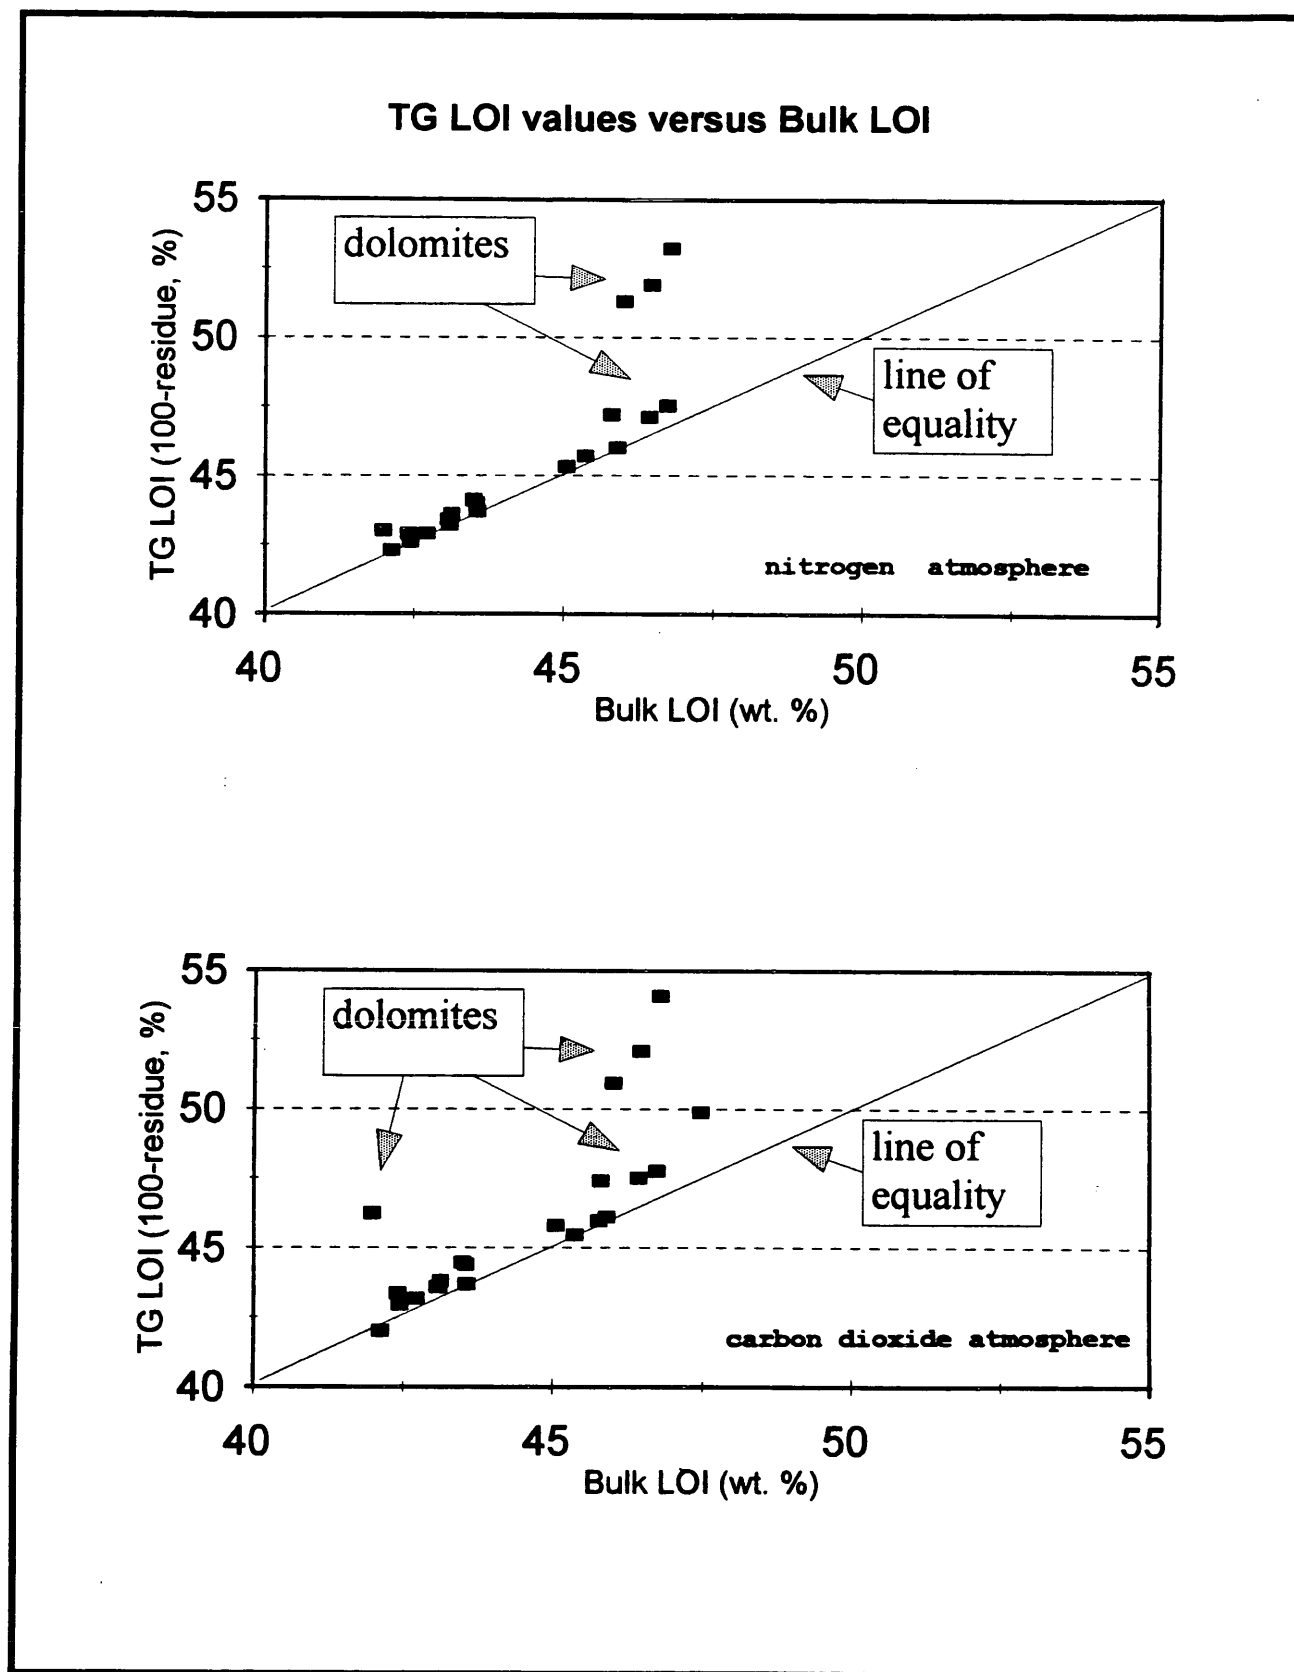 TG LOI values versus Bulk LOI
55
50
45
40
TG LOI (100-residue, %)
dolomites
line of
equality
nitrogen atmosphere
40 45 50 55
Bulk LOI (wt. %)
55
50
45
40
TG LOI (100-residue, %)
dolomites
line of
equality
carbon dioxide atmosphere
40 45 50 55
Bulk LOI (wt. %)